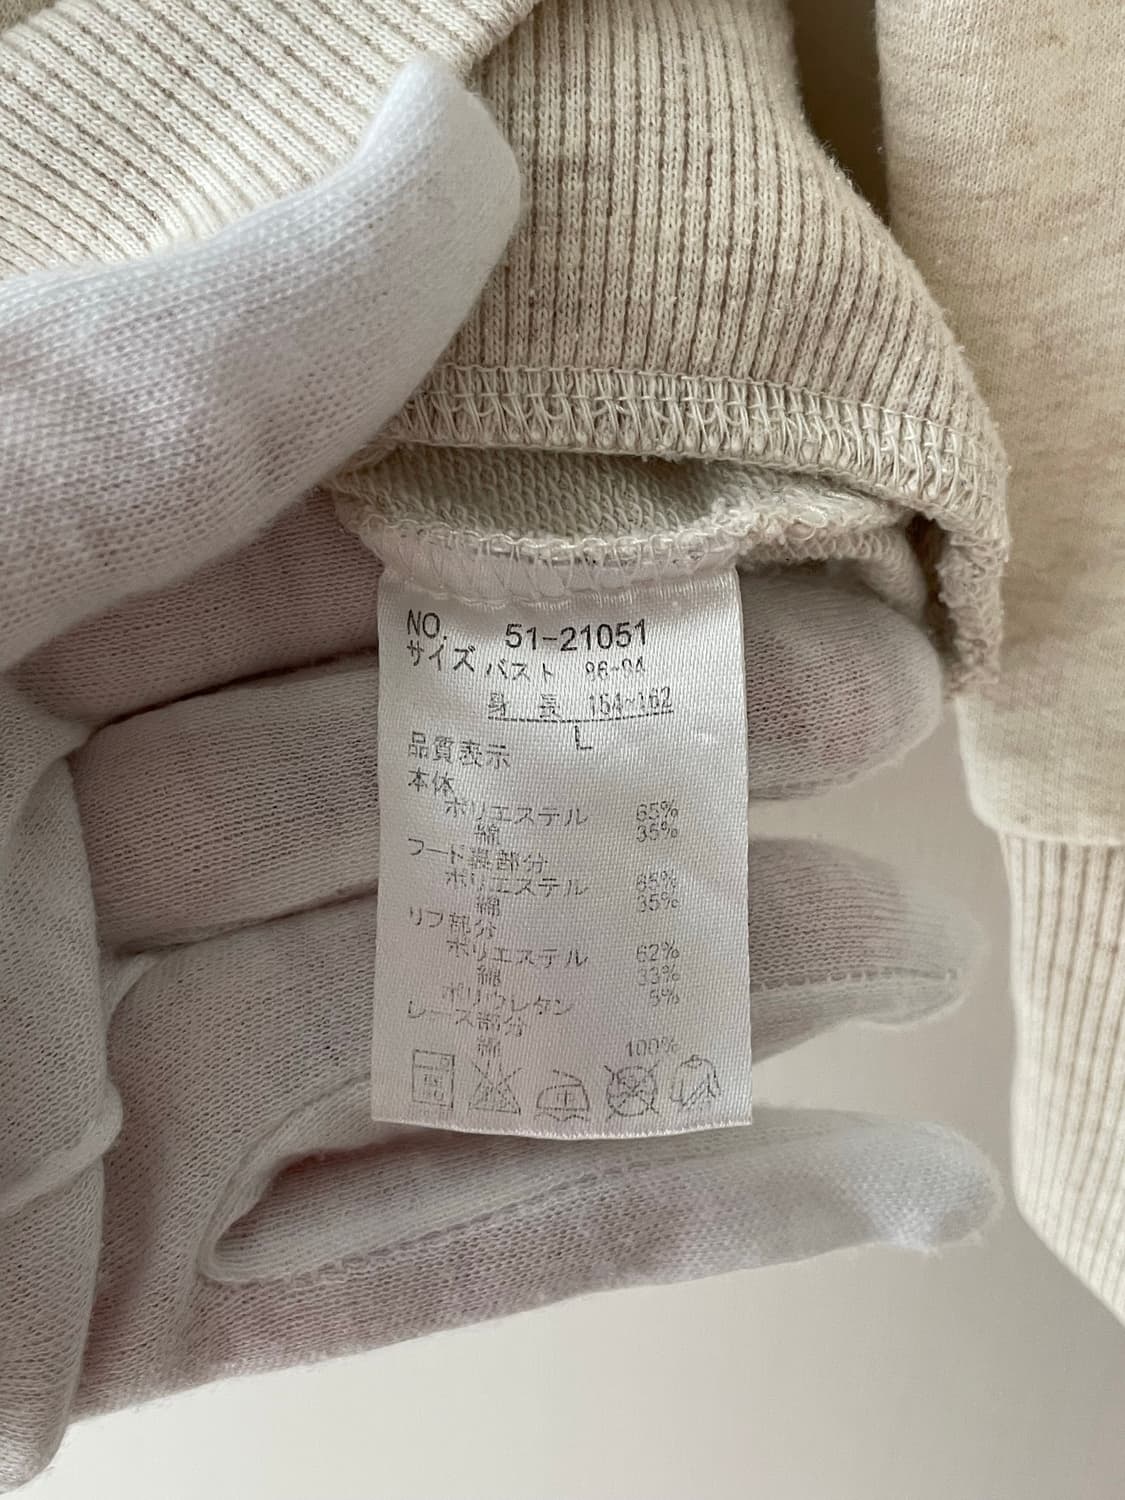 NO. 51-21051
サイズ バスト 86-94
身長 154~162
L
品質表示
本体
ポリエステル 65%
綿 35%
フード裏部分
ポリエステル 65%
綿 35%
リブ部分
ポリエステル 62%
綿 33%
ポリウレタン 5%
レース部分
綿 100%